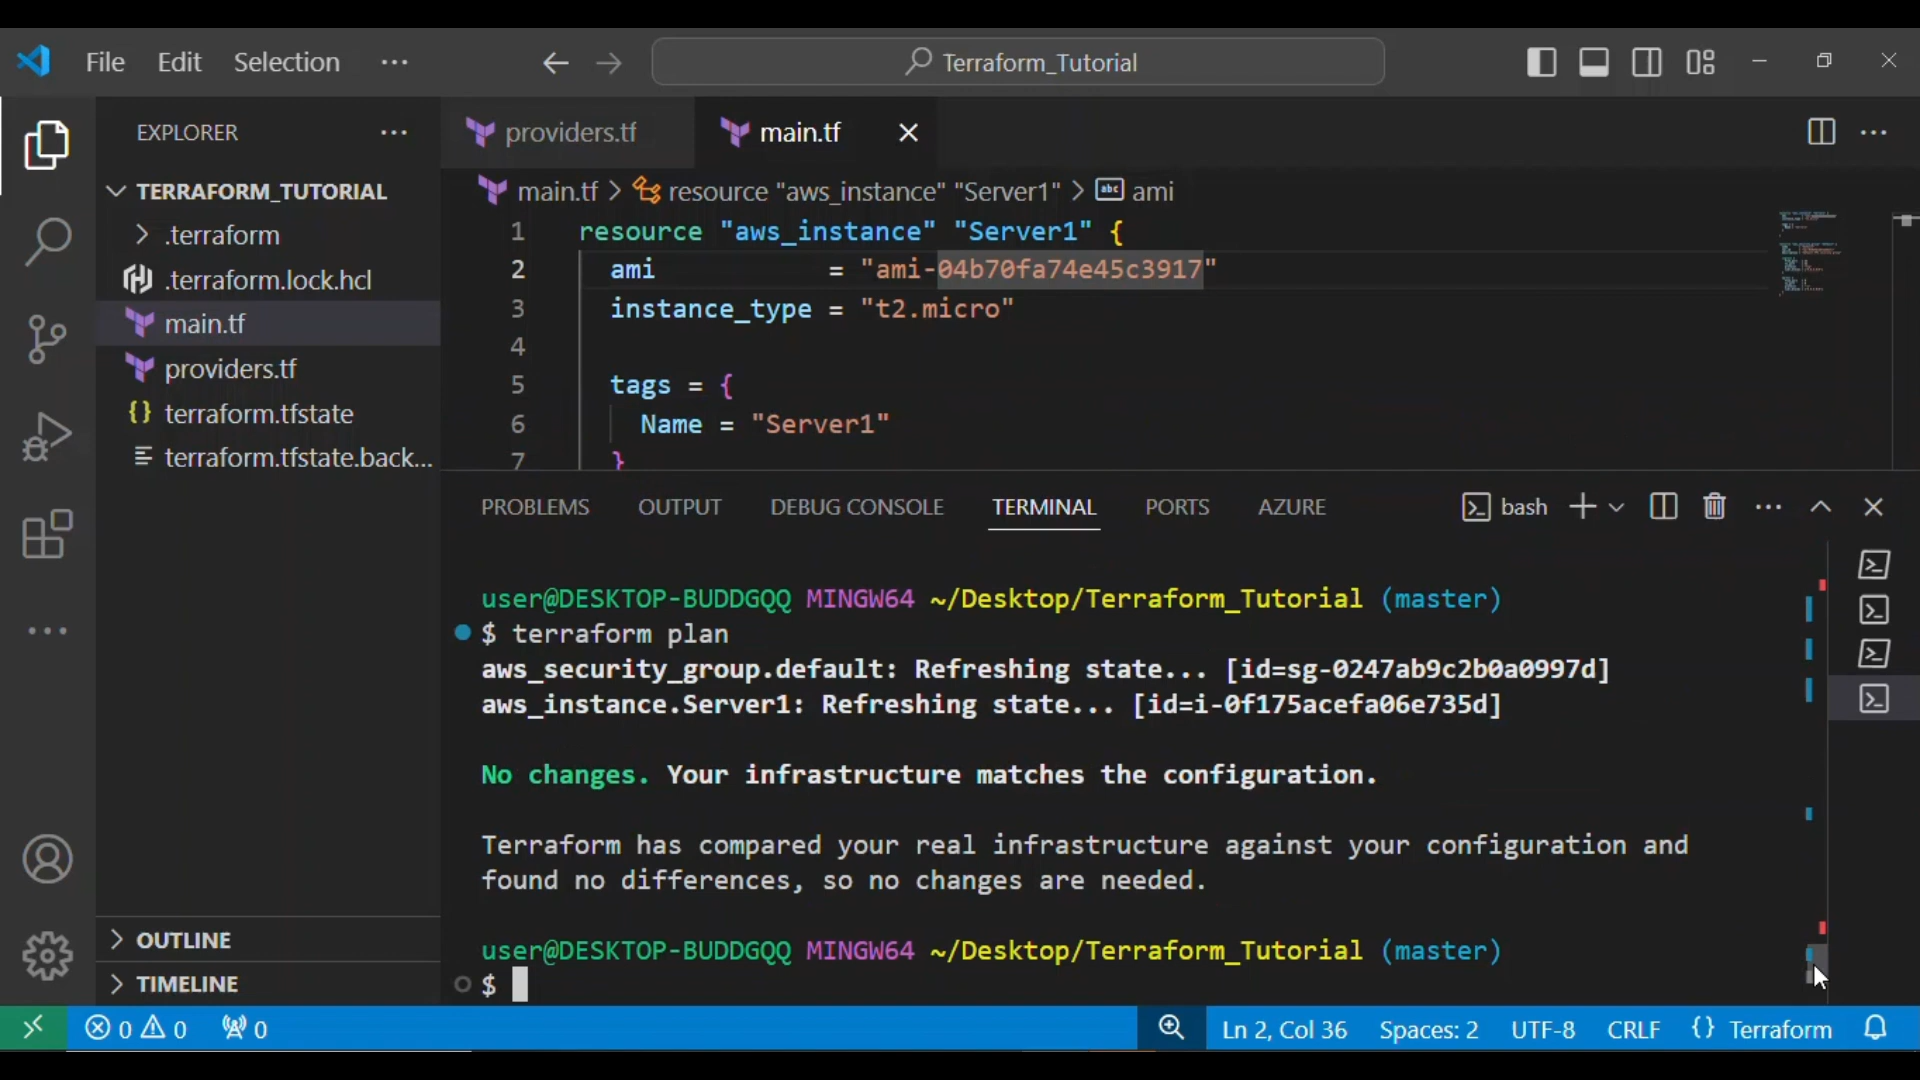 File Edit Selection ··· Terraform_Tutorial
EXPLORER ···
TERRAFORM_TUTORIAL
.terraform
.terraform.lock.hcl
main.tf
providers.tf
terraform.tfstate
terraform.tfstate.back...
OUTLINE
TIMELINE
providers.tf main.tf
main.tf > resource "aws_instance" "Server1" > abc ami
1 resource "aws_instance" "Server1" {
2 ami = "ami-04b70fa74e45c3917"
3 instance_type = "t2.micro"
4
5 tags = {
6 Name = "Server1"
7 }
PROBLEMS OUTPUT DEBUG CONSOLE TERMINAL PORTS AZURE bash
user@DESKTOP-BUDDGQQ MINGW64 ~/Desktop/Terraform_Tutorial (master)
$ terraform plan
aws_security_group.default: Refreshing state... [id=sg-0247ab9c2b0a0997d]
aws_instance.Server1: Refreshing state... [id=i-0f175acefa06e735d]
No changes. Your infrastructure matches the configuration.
Terraform has compared your real infrastructure against your configuration and
found no differences, so no changes are needed.
user@DESKTOP-BUDDGQQ MINGW64 ~/Desktop/Terraform_Tutorial (master)
$
0 0 0 Ln 2, Col 36 Spaces: 2 UTF-8 CRLF {} Terraform